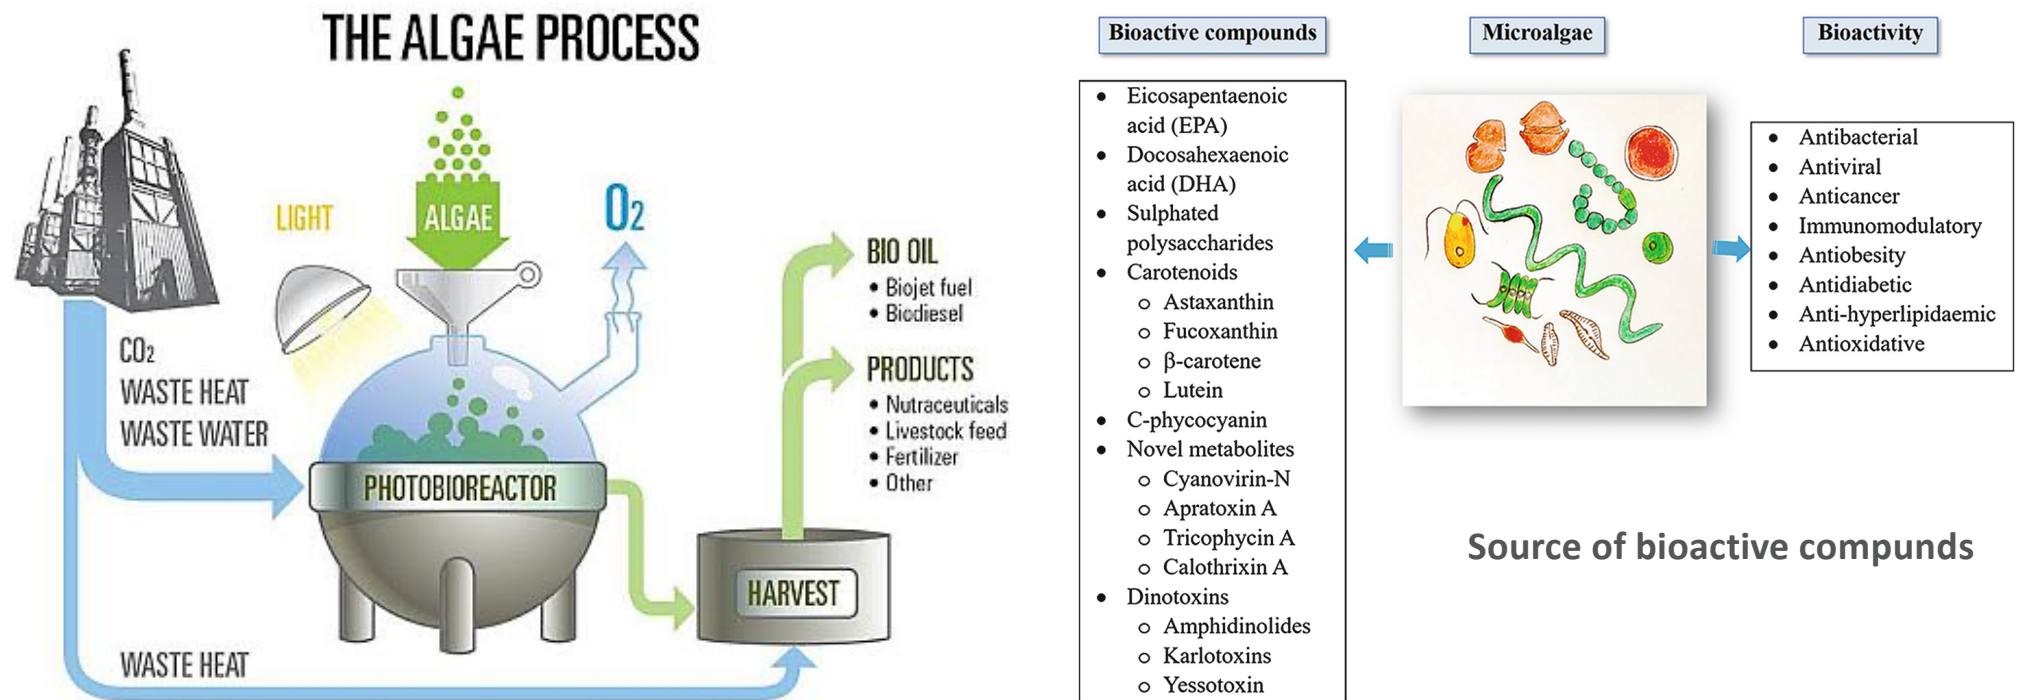 THE ALGAE PROCESS
LIGHT
ALGAE
O2
CO2
WASTE HEAT
WASTE WATER
PHOTOBIOREACTOR
WASTE HEAT
HARVEST
BIO OIL
• Biojet fuel
• Biodiesel
PRODUCTS
• Nutraceuticals
• Livestock feed
• Fertilizer
• Other
Bioactive compounds
• Eicosapentaenoic
acid (EPA)
• Docosahexaenoic
acid (DHA)
• Sulphated
polysaccharides
• Carotenoids
o Astaxanthin
o Fucoxanthin
o β-carotene
o Lutein
• C-phycocyanin
• Novel metabolites
o Cyanovirin-N
o Apratoxin A
o Tricophycin A
o Calothrixin A
• Dinotoxins
o Amphidinolides
o Karlotoxins
o Yessotoxin
Microalgae
Bioactivity
• Antibacterial
• Antiviral
• Anticancer
• Immunomodulatory
• Antiobesity
• Antidiabetic
• Anti-hyperlipidaemic
• Antioxidative
Source of bioactive compunds